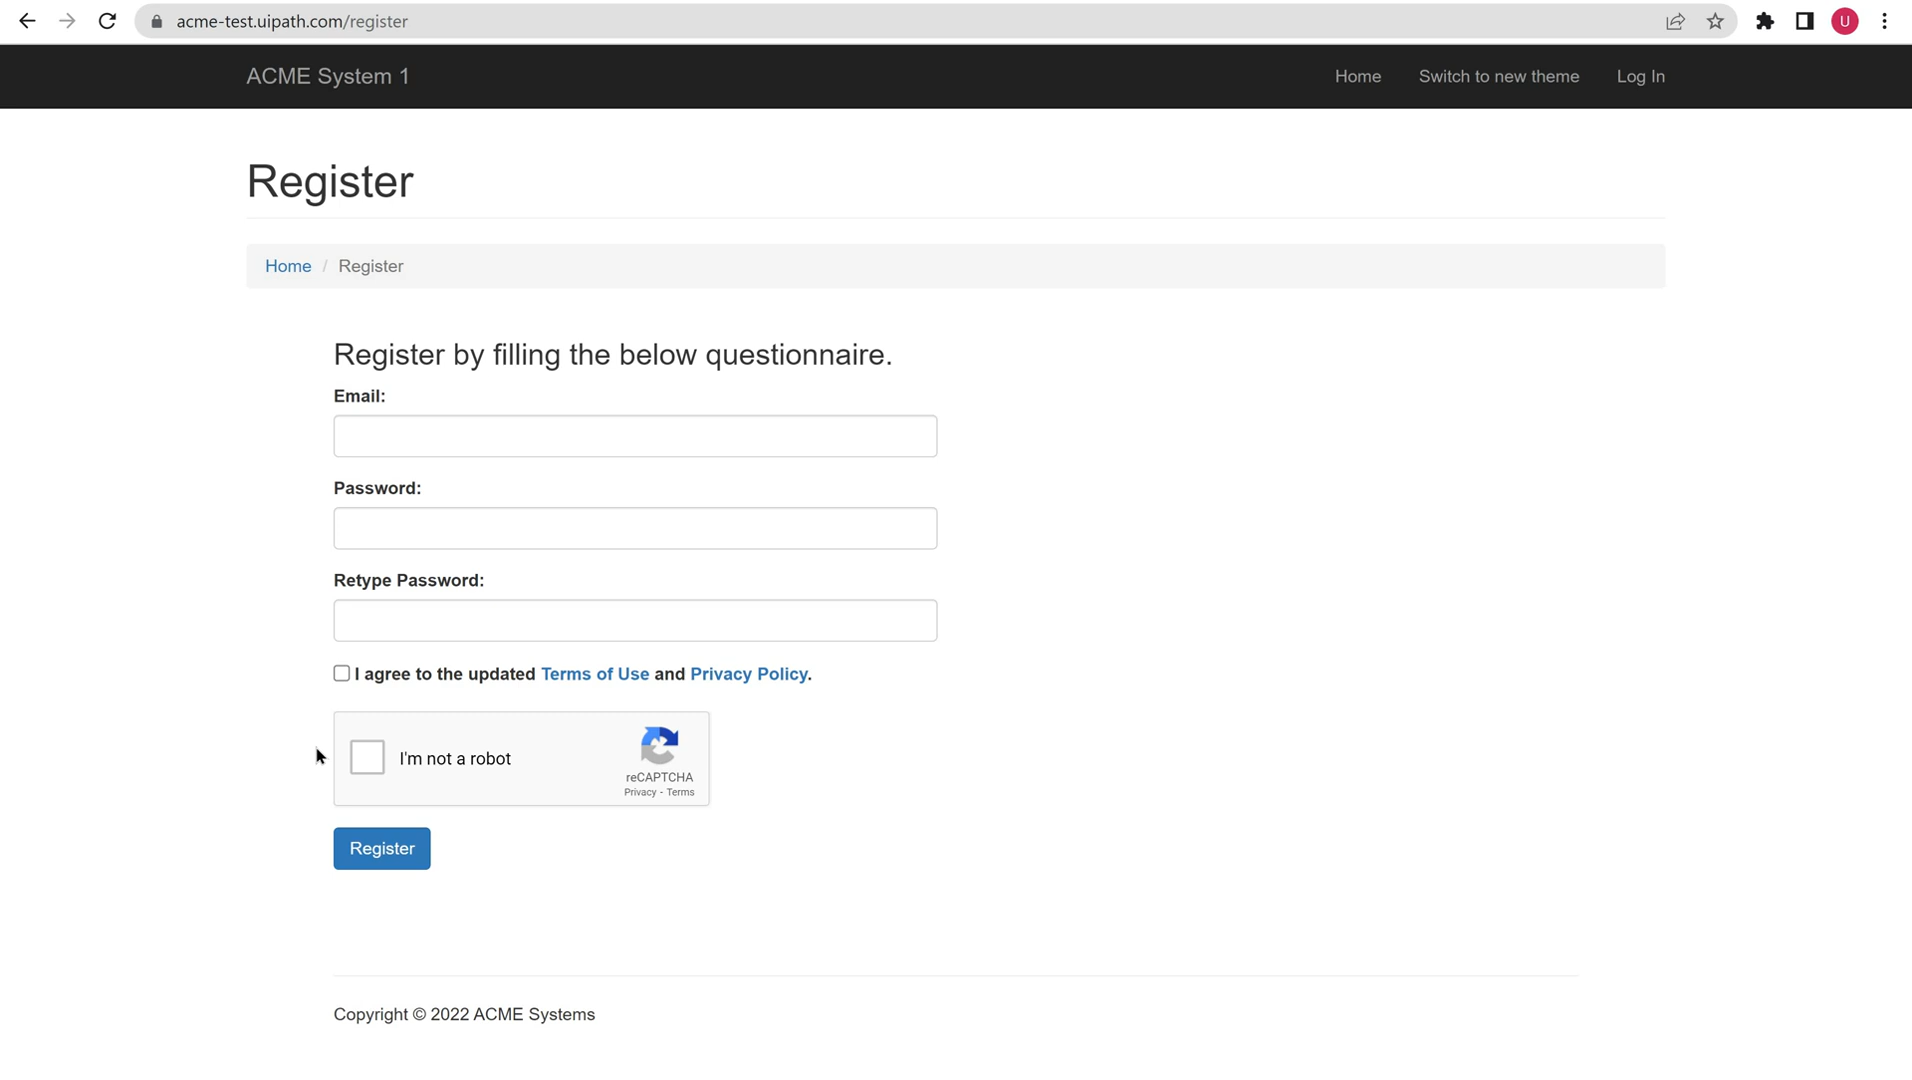 acme-test.uipath.com/register
U
ACME System 1
Home
Switch to new theme
Log In
Register
Home / Register
Register by filling the below questionnaire.
Email:
Password:
Retype Password:
I agree to the updated Terms of Use and Privacy Policy.
I'm not a robot
reCAPTCHA
Privacy - Terms
Register
Copyright © 2022 ACME Systems